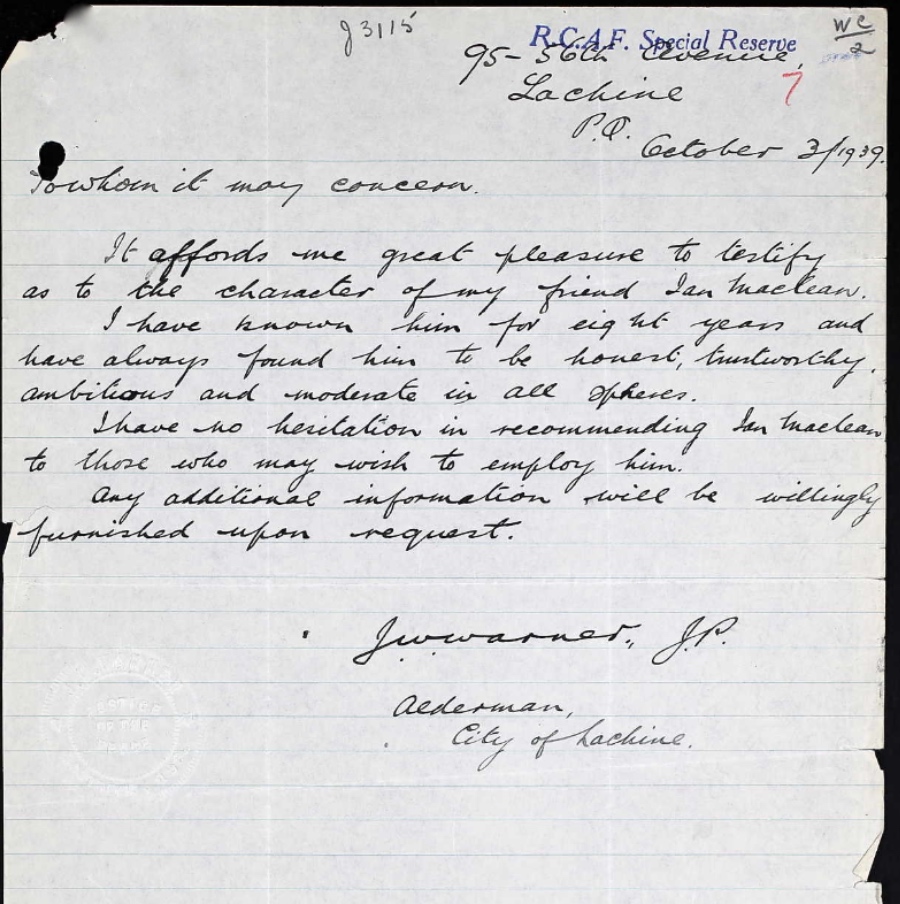 J3115
R.C.A.F. Special Reserve
WC
2
95-56th Avenue,
Lachine
7
P.Q.
October 3/1939.
To whom it may concern.
It affords me great pleasure to testify
as to the character of my friend Ian Maclean.
I have known him for eight years and
have always found him to be honest, trustworthy,
ambitious and moderate in all spheres.
I have no hesitation in recommending Ian Maclean
to those who may wish to employ him.
Any additional information will be willingly
furnished upon request.
J.W. Warner, J.P.
Alderman,
City of Lachine.
JUSTICE
OF THE
PEACE